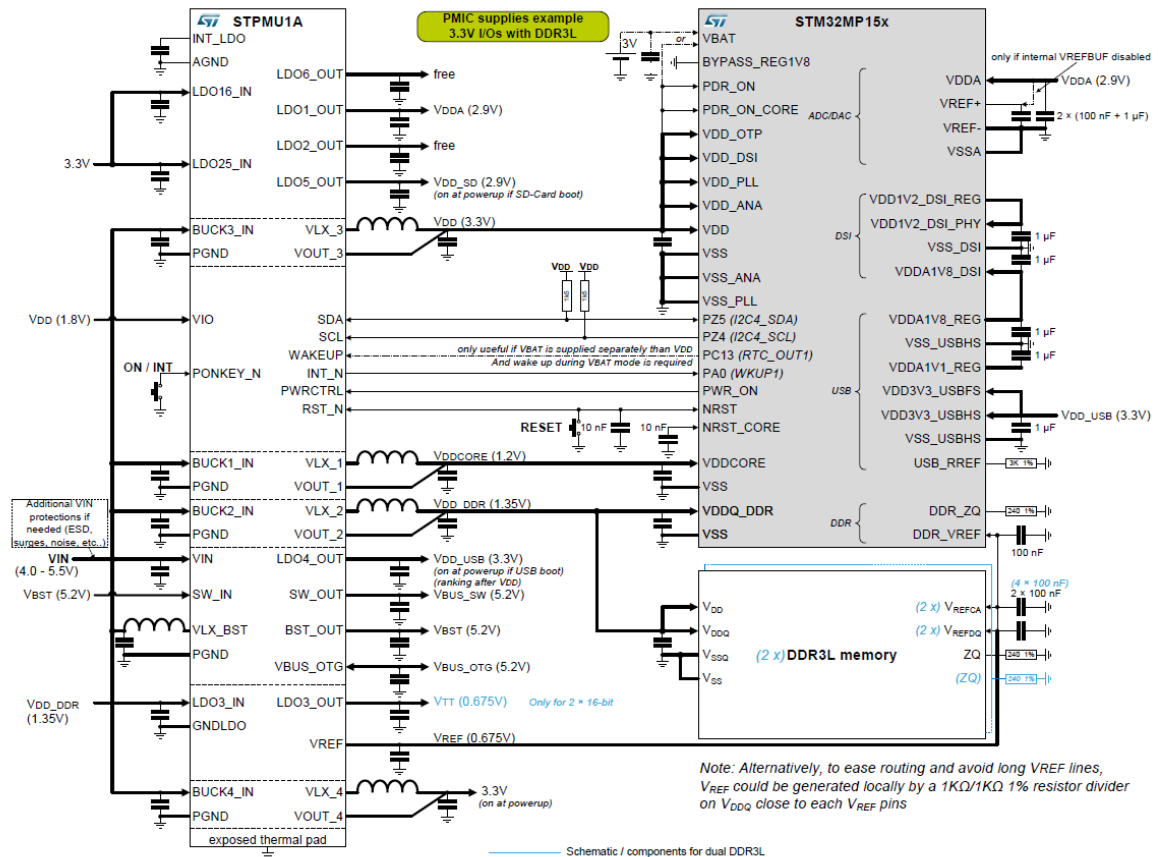 STPMU1A
PMIC supplies example
3.3V I/Os with DDR3L
STM32MP15x
INT_LDO
AGND
LDO16_IN
3.3V
LDO25_IN
LDO6_OUT
free
LDO1_OUT
VDDA (2.9V)
LDO2_OUT
free
LDO5_OUT
VDD_SD (2.9V)
(on at powerup if SD-Card boot)
BUCK3_IN
PGND
VLX_3
VOUT_3
VDD (3.3V)
VDD (1.8V)
VIO
ON / INT
PONKEY_N
SDA
SCL
WAKEUP
INT_N
PWRCTRL
RST_N
VDD
VDD
1k5
1k5
only useful if VBAT is supplied separately than VDD
And wake up during VBAT mode is required
RESET
10 nF
10 nF
BUCK1_IN
PGND
VLX_1
VOUT_1
VDDCORE (1.2V)
Additional VIN
protections if
needed (ESD,
surges, noise, etc..)
BUCK2_IN
PGND
VLX_2
VOUT_2
VDD_DDR (1.35V)
VIN
(4.0 - 5.5V)
VIN
LDO4_OUT
VDD_USB (3.3V)
(on at powerup if USB boot)
(ranking after VDD)
VBST (5.2V)
SW_IN
SW_OUT
VBUS_SW (5.2V)
VLX_BST
PGND
BST_OUT
VBST (5.2V)
VBUS_OTG
VBUS_OTG (5.2V)
VDD_DDR
(1.35V)
LDO3_IN
GNDLDO
LDO3_OUT
VTT (0.675V)
Only for 2 * 16-bit
VREF
VREF (0.675V)
BUCK4_IN
PGND
VLX_4
VOUT_4
3.3V
(on at powerup)
exposed thermal pad
3V
or
VBAT
BYPASS_REG1V8
PDR_ON
PDR_ON_CORE
VDD_OTP
VDD_DSI
VDD_PLL
VDD_ANA
VDD
VSS
VSS_ANA
VSS_PLL
PZ5 (I2C4_SDA)
PZ4 (I2C4_SCL)
PC13 (RTC_OUT1)
PA0 (WKUP1)
PWR_ON
NRST
NRST_CORE
VDDCORE
VSS
VDDQ_DDR
VSS
ADC/DAC
DSI
USB
DDR
only if internal VREFBUF disabled
VDDA
VDDA (2.9V)
VREF+
VREF-
2 × (100 nF + 1 µF)
VSSA
VDD1V2_DSI_REG
VDD1V2_DSI_PHY
1 µF
VSS_DSI
1 µF
VDDA1V8_DSI
VDDA1V8_REG
1 µF
VSS_USBHS
1 µF
VDDA1V1_REG
VDD3V3_USBFS
VDD3V3_USBHS
VDD_USB (3.3V)
1 µF
VSS_USBHS
USB_RREF
3K 1%
DDR_ZQ
240 1%
DDR_VREF
100 nF
(4 × 100 nF)
2 × 100 nF
VDD
VDDQ
VSSQ
VSS
(2 x) DDR3L memory
(2 x) VREFCA
(2 x) VREFDQ
ZQ
240 1%
(ZQ)
240 1%
Note: Alternatively, to ease routing and avoid long VREF lines,
VREF could be generated locally by a 1KΩ/1KΩ 1% resistor divider
on VDDQ close to each VREF pins
Schematic / components for dual DDR3L